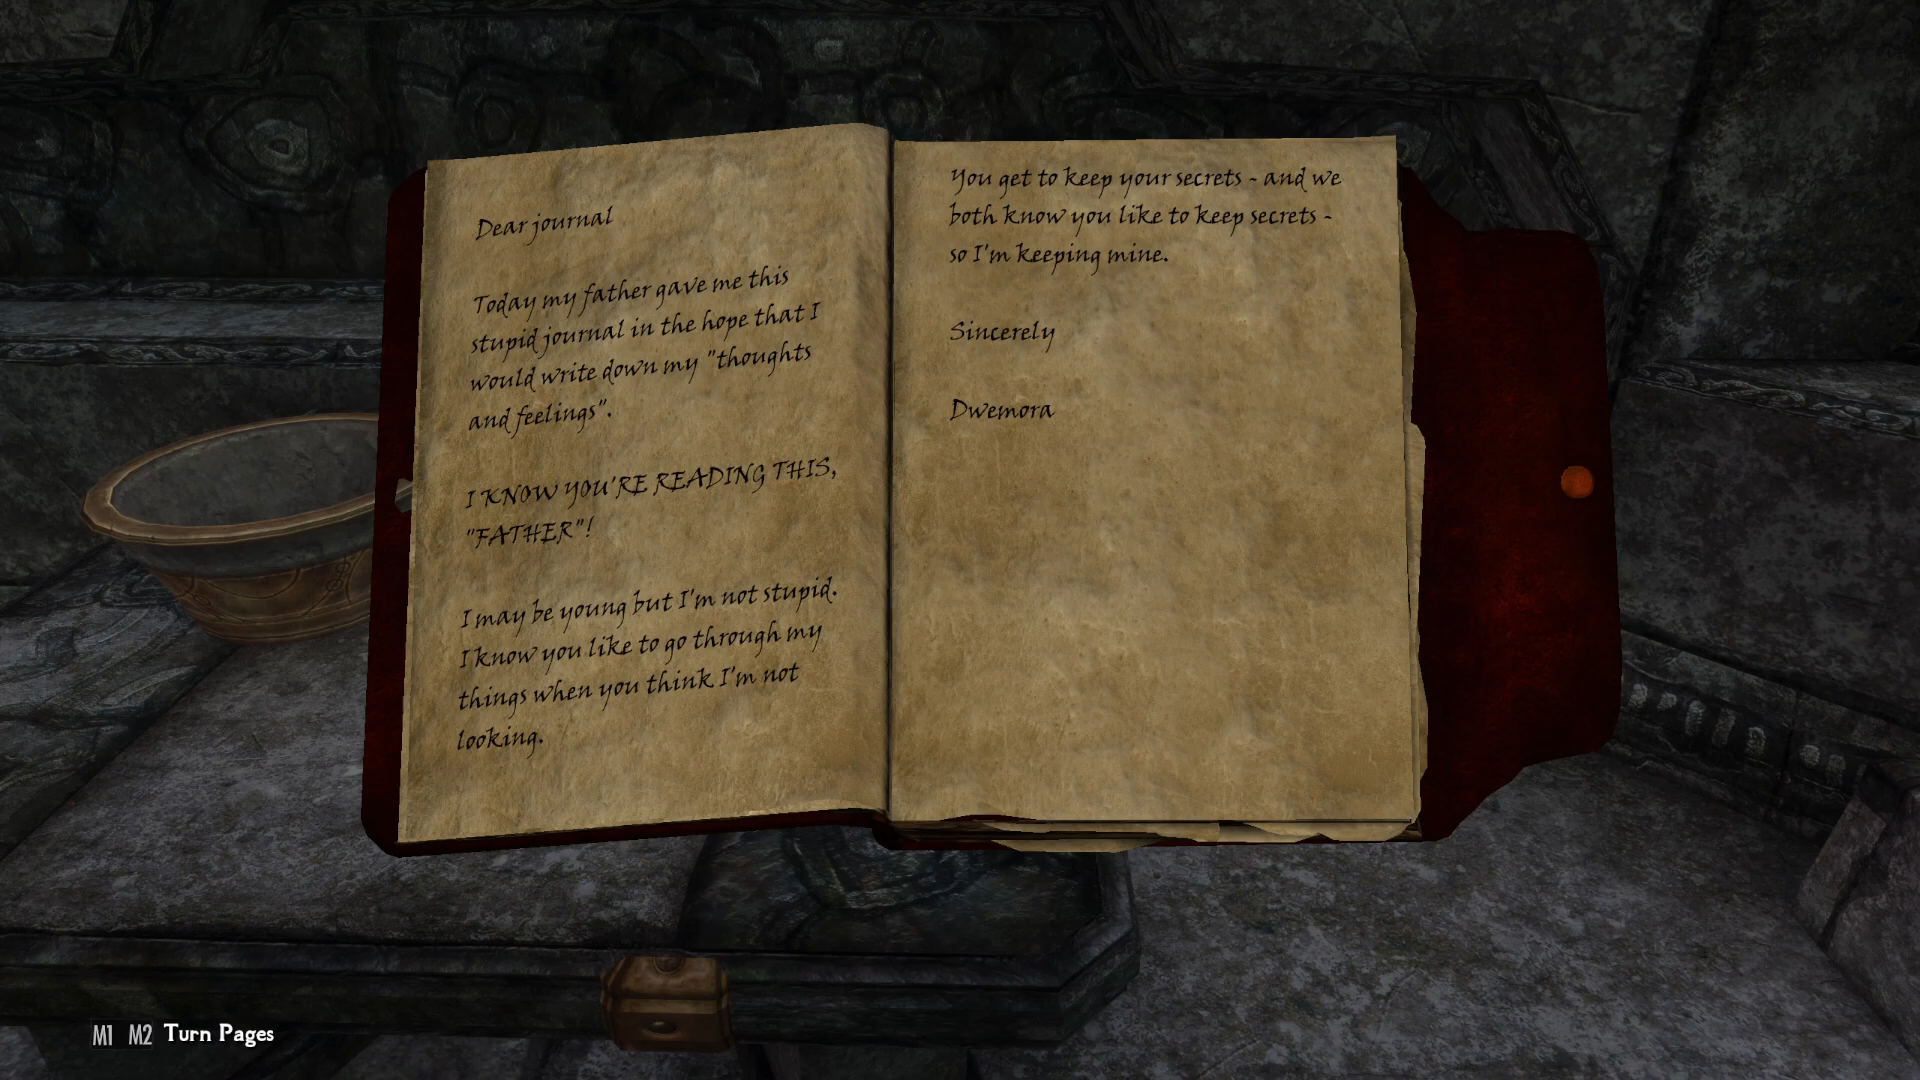 Dear journal
Today my father gave me this
stupid journal in the hope that I
would write down my "thoughts
and feelings".
I KNOW YOU'RE READING THIS,
"FATHER"!
I may be young but I'm not stupid.
I know you like to go through my
things when you think I'm not
looking.
You get to keep your secrets - and we
both know you like to keep secrets -
so I'm keeping mine.
Sincerely
Dwemora
M1 M2 Turn Pages